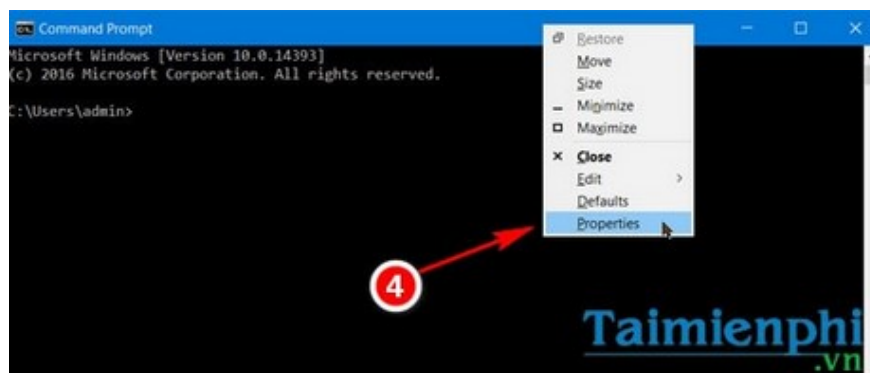 Command Prompt
Microsoft Windows [Version 10.0.14393]
(c) 2016 Microsoft Corporation. All rights reserved.
C:\Users\admin>
Restore
Move
Size
Minimize
Maximize
Close
Edit
Defaults
Properties
4
Taimienphi
.vn